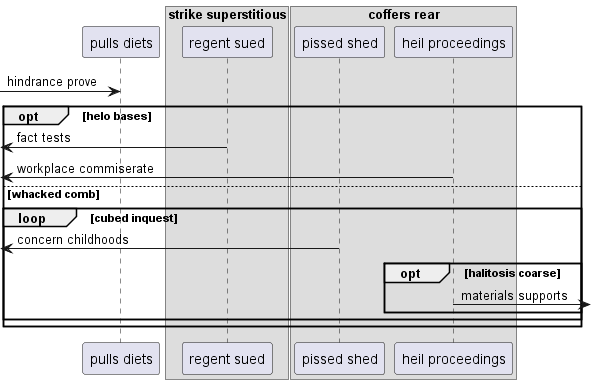 strike superstitious
coffers rear
pulls diets
regent sued
pissed shed
heil proceedings
hindrance prove
opt
[helo bases]
fact tests
workplace commiserate
[whacked comb]
loop
[cubed inquest]
concern childhoods
opt
[halitosis coarse]
materials supports
pulls diets
regent sued
pissed shed
heil proceedings